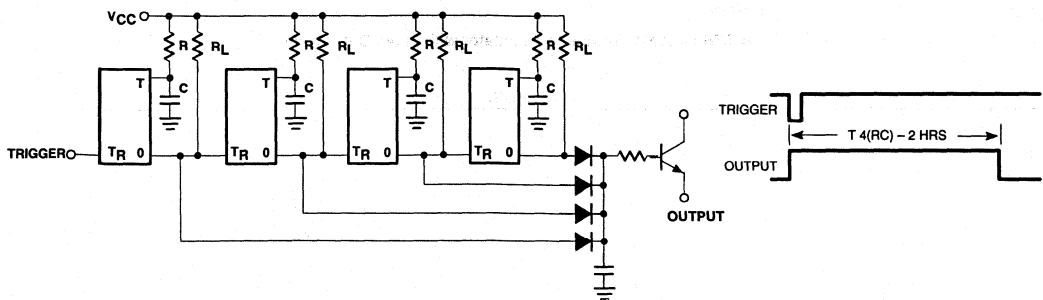 VCC
R RL R RL R RL R RL
T C T C T C T C
TRIGGER
TR 0 TR 0 TR 0 TR 0
OUTPUT
TRIGGER
T 4(RC) – 2 HRS
OUTPUT